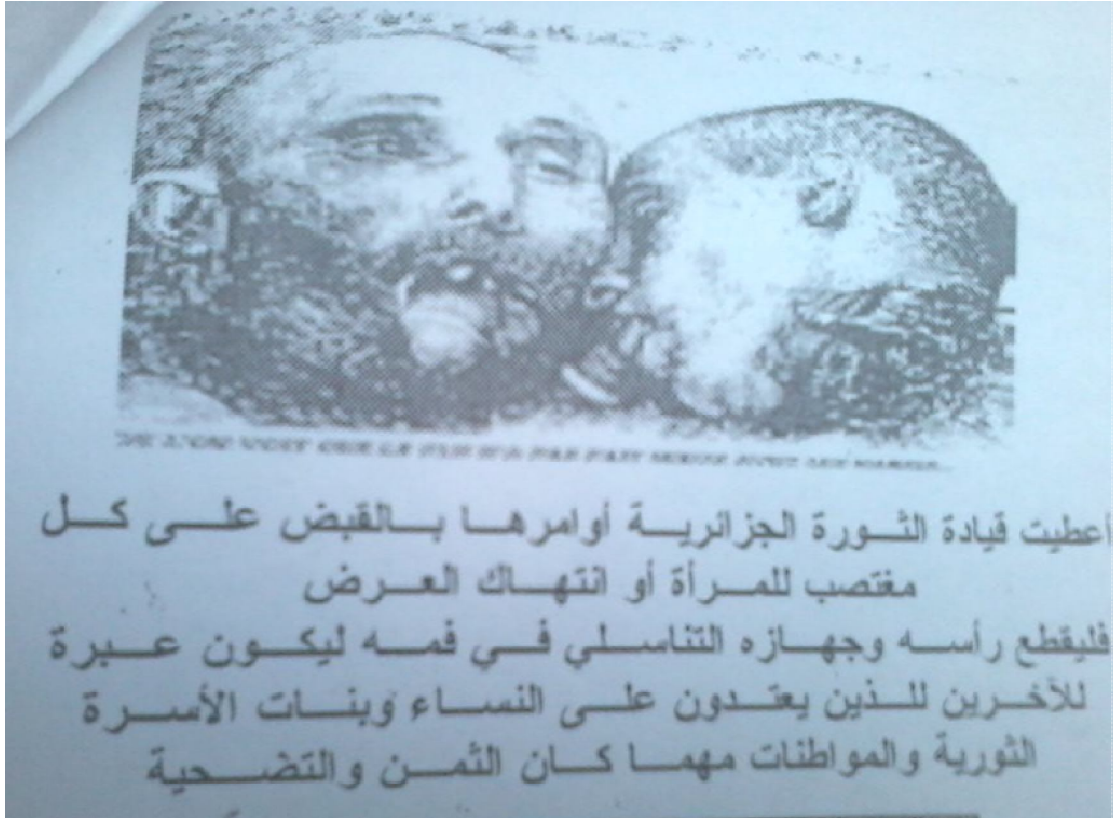 أعطيت قيادة الثورة الجزائرية أوامرها بالقبض على كل
مغتصب للمرأة أو انتهاك العرض
فليقطع رأسه وجهازه التناسلي في فمه ليكون عبرة
للآخرين للذين يعتدون على النساء وبنات الأسرة
الثورية والمواطنات مهما كان الثمن والتضحية